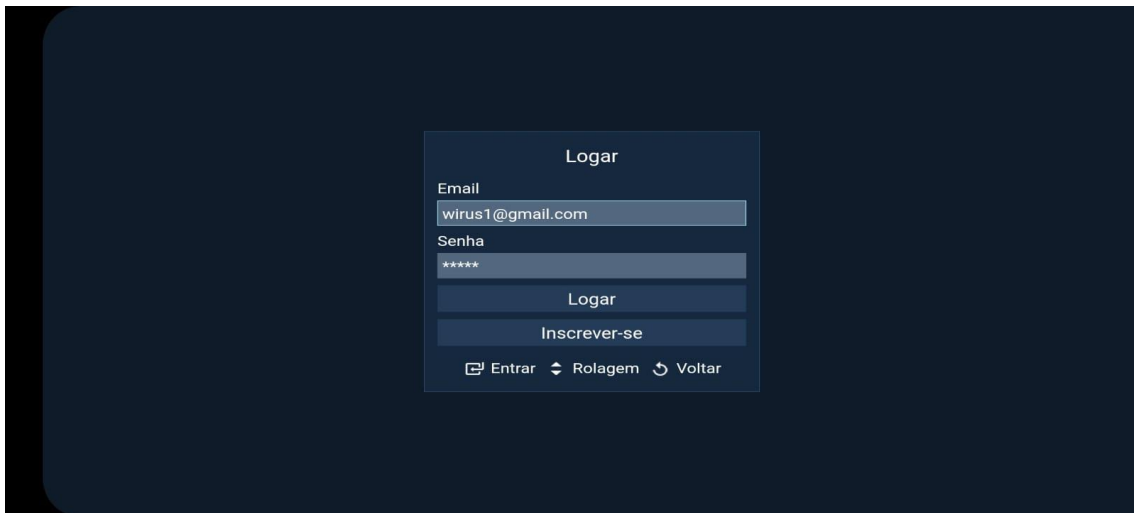 Logar
Email
wirus1@gmail.com
Senha
*****
Logar
Inscrever-se
Entrar Rolagem Voltar